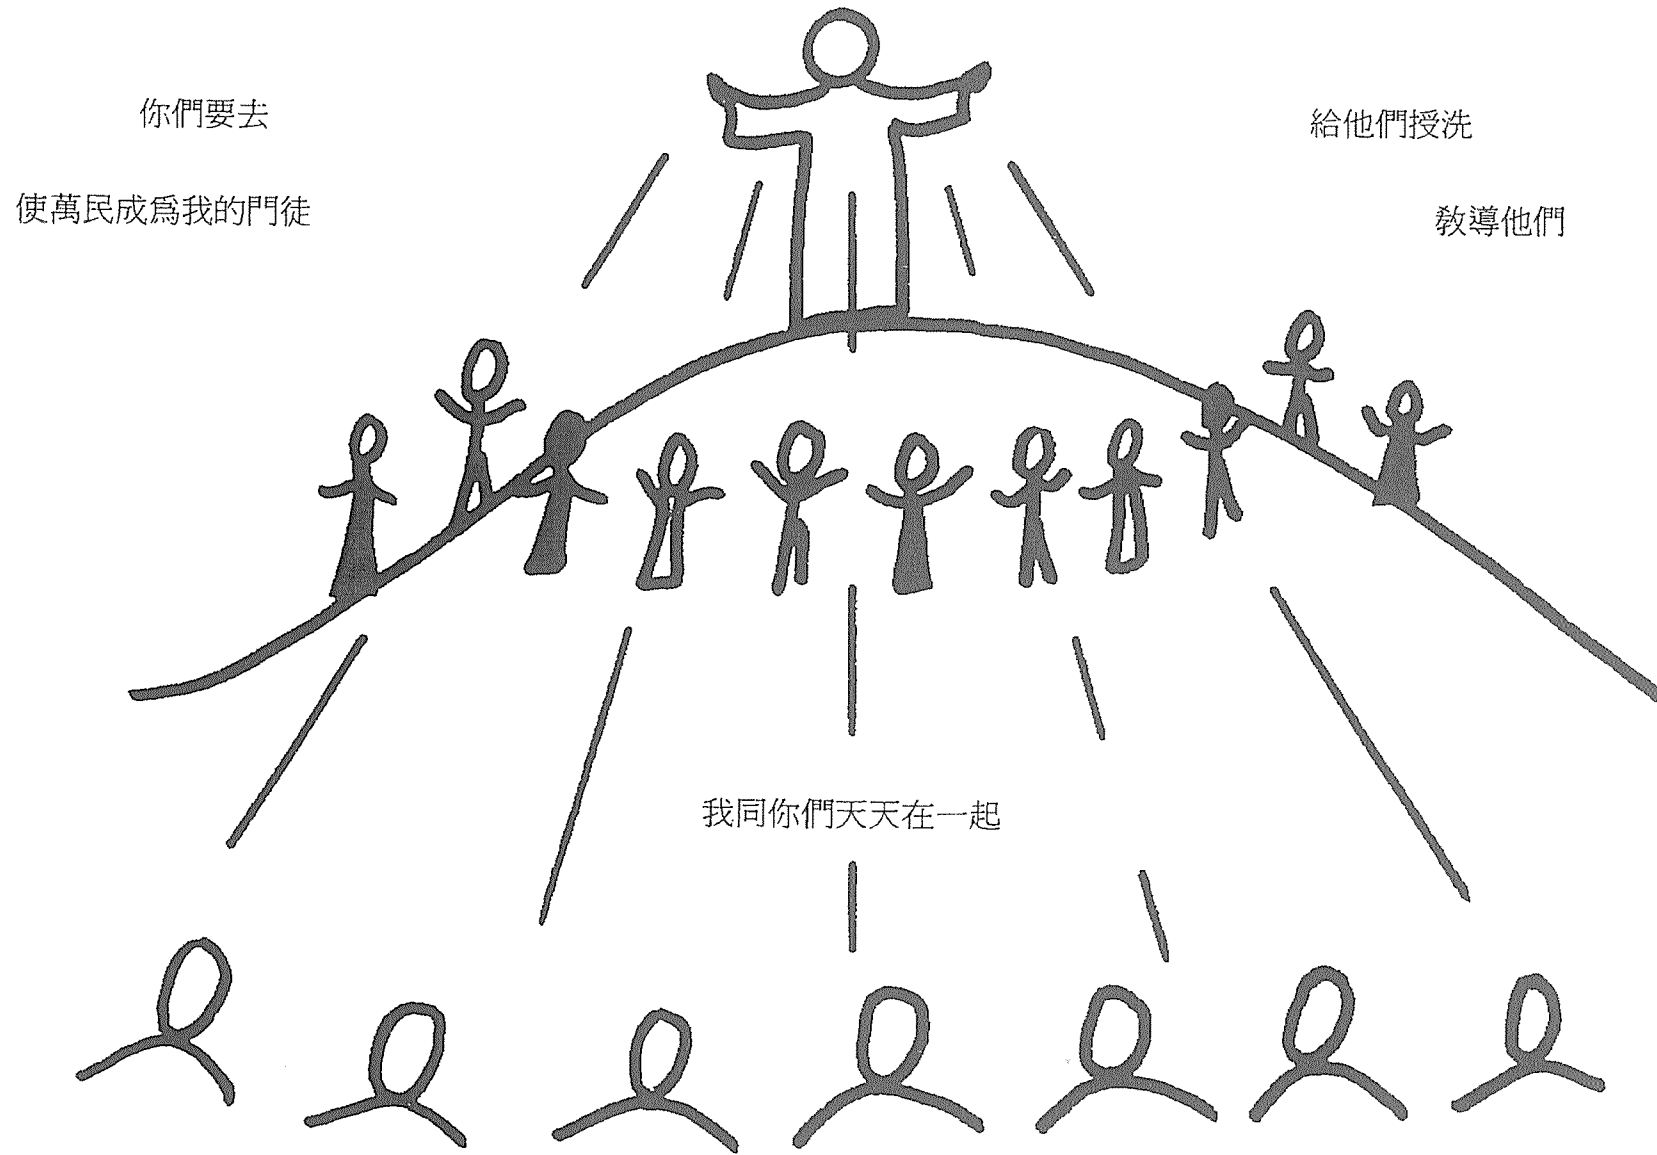 你們要去
使萬民成爲我的門徒
給他們授洗
敎導他們
我同你們天天在一起